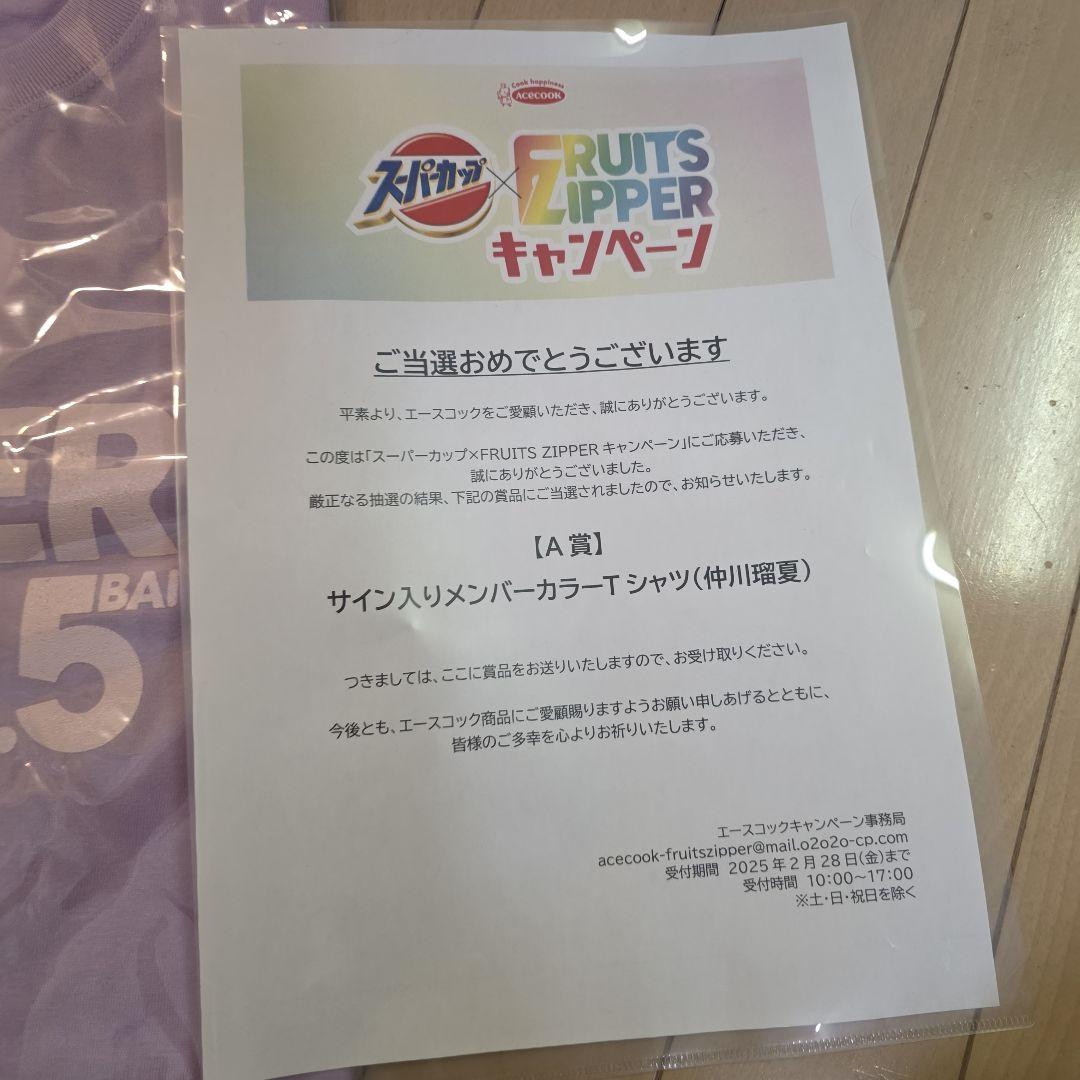 Cook happiness
ACECOOK
スーパーカップ×FRUITS ZIPPER
キャンペーン
ご当選おめでとうございます
平素より、エースコックをご愛顧いただき、誠にありがとうございます。
この度は「スーパーカップ×FRUITS ZIPPER キャンペーン」にご応募いただき、
誠にありがとうございました。
厳正なる抽選の結果、下記の賞品にご当選されましたので、お知らせいたします。
【A 賞】
サイン入りメンバーカラーT シャツ(仲川瑠夏)
つきましては、ここに賞品をお送りいたしますので、お受け取りください。
今後とも、エースコック商品にご愛顧賜りますようお願い申しあげるとともに、
皆様のご多幸を心よりお祈りいたします。
エースコックキャンペーン事務局
acecook-fruitszipper@mail.o2o2o-cp.com
受付期間 2025 年 2 月 28 日(金)まで
受付時間 10:00～17:00
※土・日・祝日を除く
ER
.5
BAI